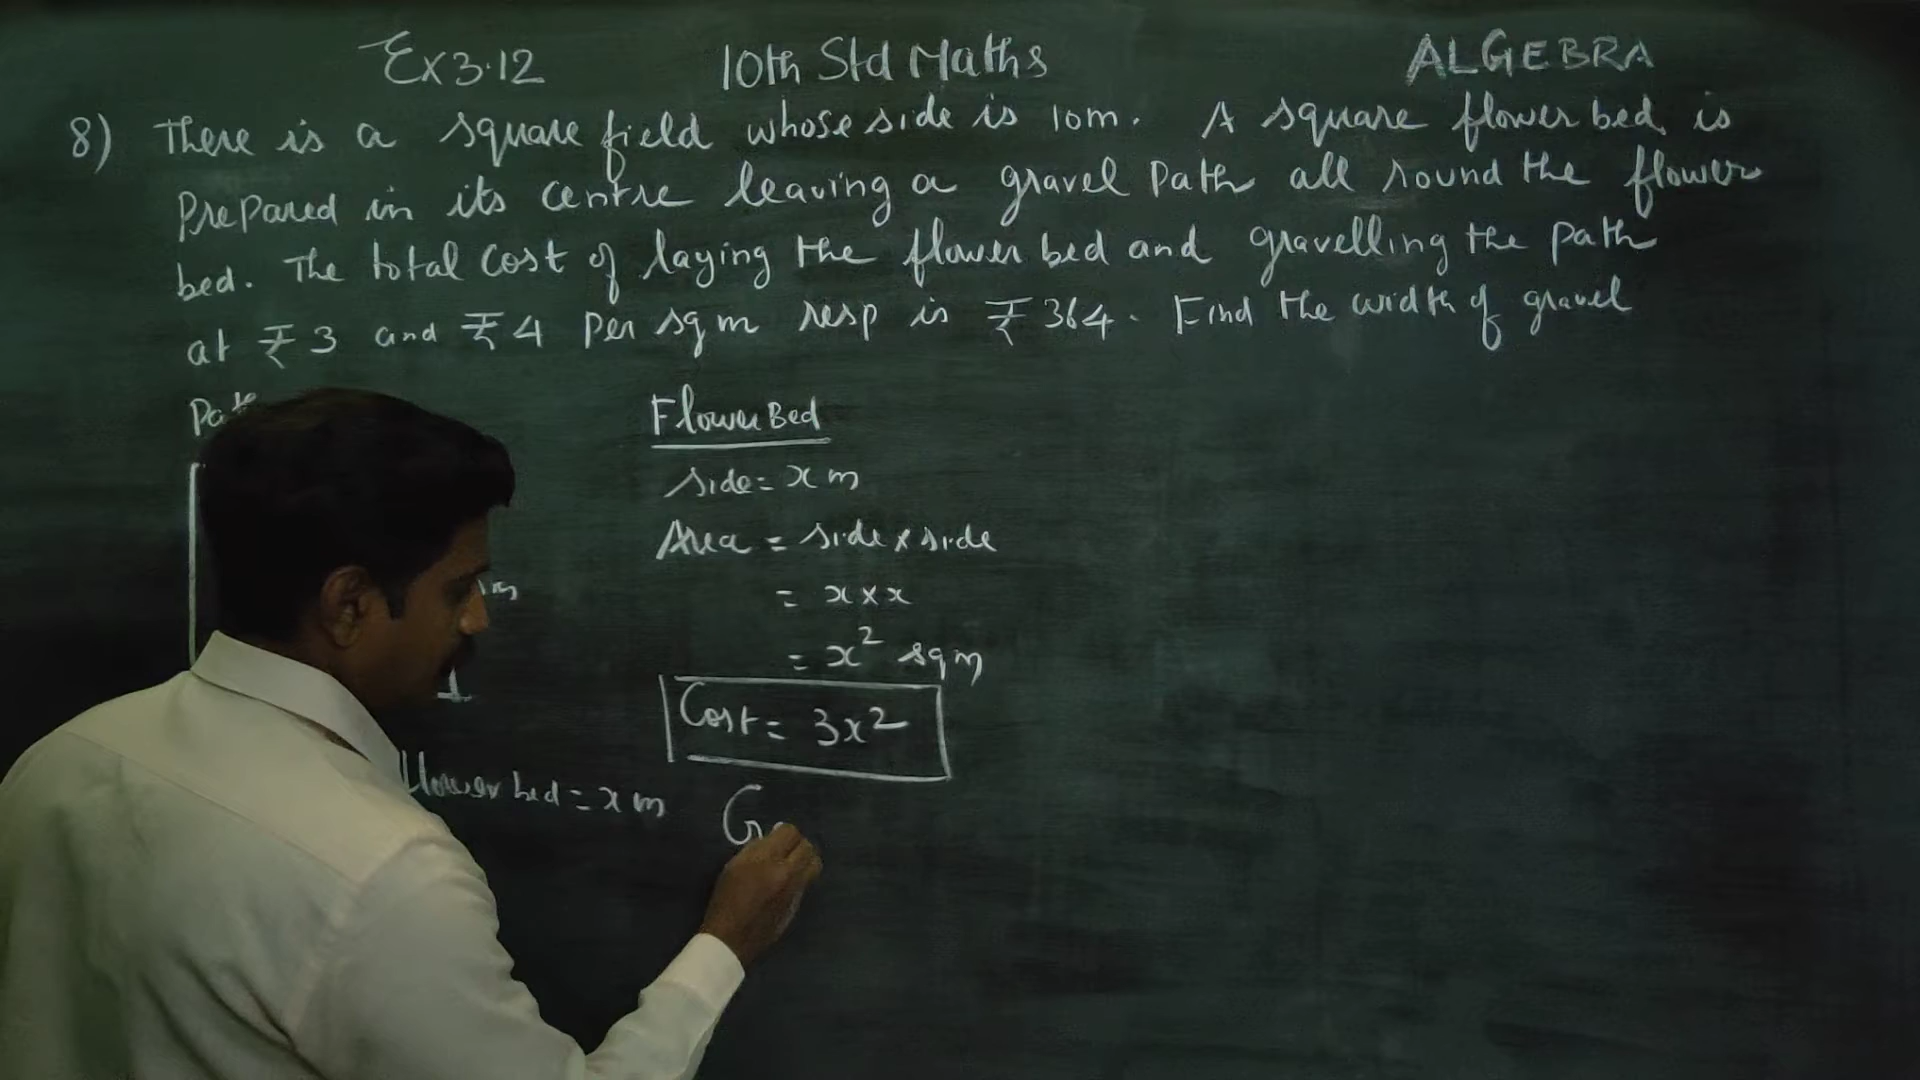 Ex 3.12 10th Std Maths ALGEBRA
8) There is a square field whose side is 10m. A square flower bed is
Prepared in its centre leaving a gravel Path all round the flower
bed. The total cost of laying the flower bed and gravelling the path
at ₹3 and ₹4 Per sq m resp is ₹364. Find the width of gravel
Flower Bed
side = x m
Area = side × side
= x × x
= x² sqm
Cost = 3x²
flower bed = x m